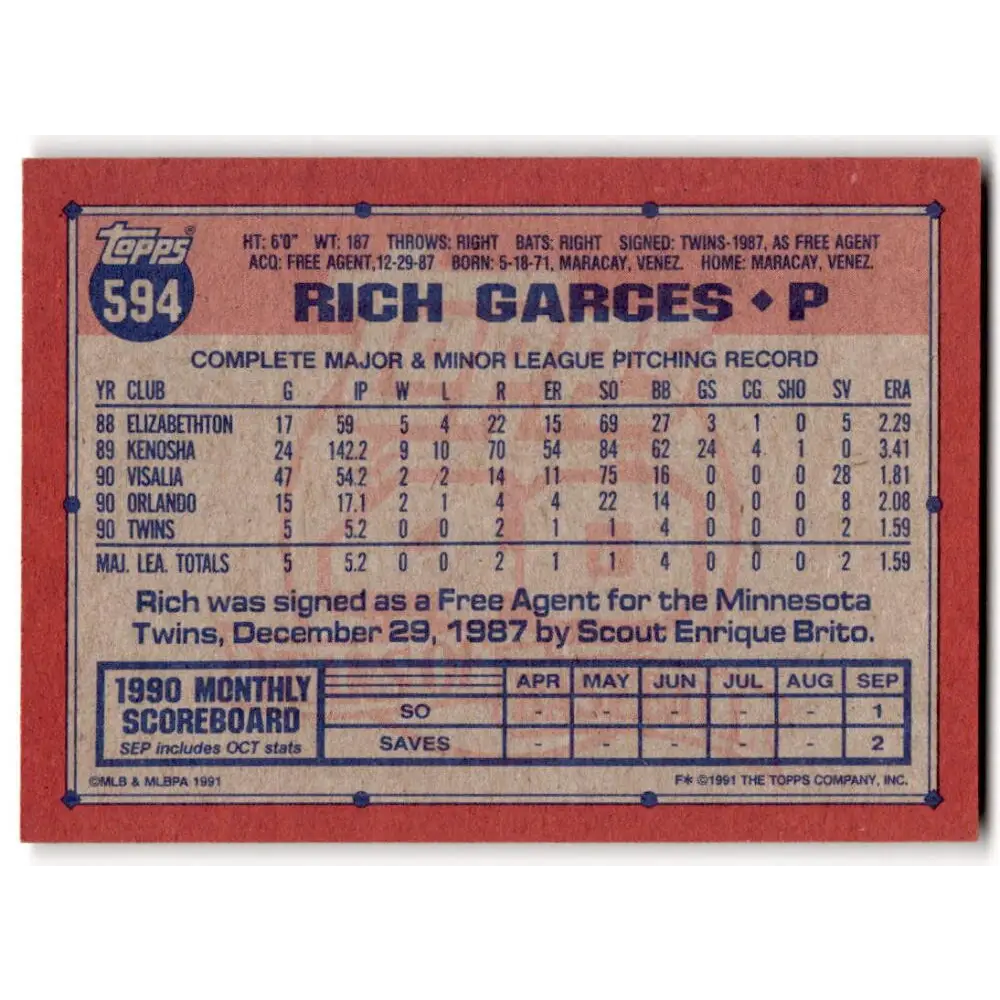 Topps®
594
HT: 6'0" WT: 187 THROWS: RIGHT BATS: RIGHT SIGNED: TWINS-1987, AS FREE AGENT
ACQ: FREE AGENT,12-29-87 BORN: 5-18-71, MARACAY, VENEZ. HOME: MARACAY, VENEZ.
RICH GARCES • P
COMPLETE MAJOR & MINOR LEAGUE PITCHING RECORD
YR CLUB G IP W L R ER SO BB GS CG SHO SV ERA
88 ELIZABETHTON 17 59 5 4 22 15 69 27 3 1 0 5 2.29
89 KENOSHA 24 142.2 9 10 70 54 84 62 24 4 1 0 3.41
90 VISALIA 47 54.2 2 2 14 11 75 16 0 0 0 28 1.81
90 ORLANDO 15 17.1 2 1 4 4 22 14 0 0 0 8 2.08
90 TWINS 5 5.2 0 0 2 1 1 4 0 0 0 2 1.59
MAJ. LEA. TOTALS 5 5.2 0 0 2 1 1 4 0 0 0 2 1.59
Rich was signed as a Free Agent for the Minnesota
Twins, December 29, 1987 by Scout Enrique Brito.
1990 MONTHLY
SCOREBOARD
SEP includes OCT stats
APR MAY JUN JUL AUG SEP
SO - - - - - 1
SAVES - - - - - 2
©MLB & MLBPA 1991
F* ©1991 THE TOPPS COMPANY, INC.